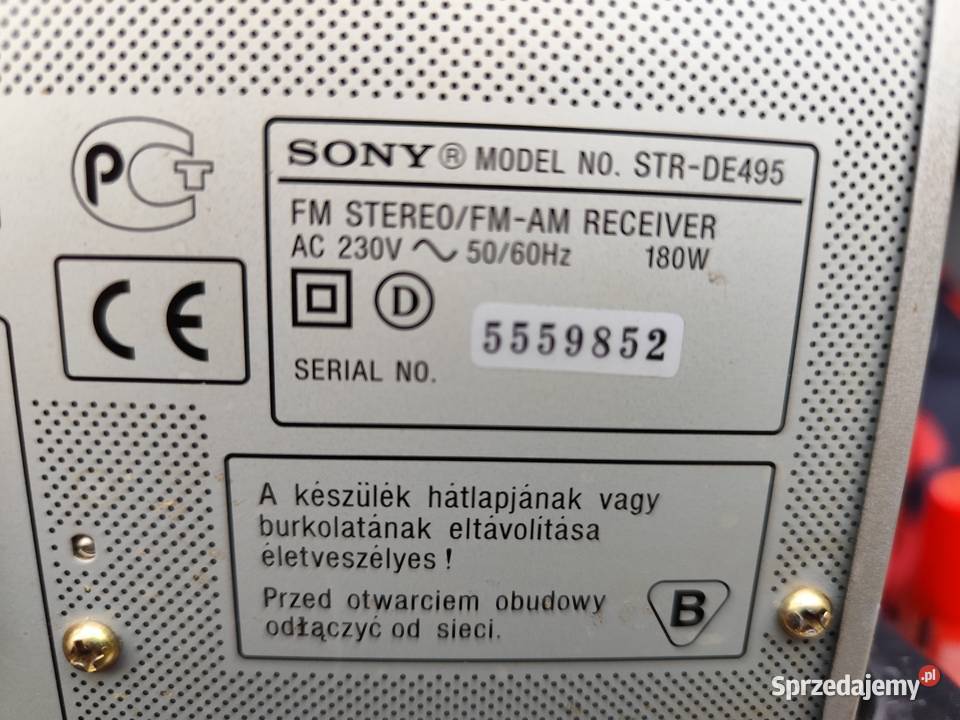 SONY® MODEL NO. STR-DE495
FM STEREO/FM-AM RECEIVER
AC 230V ~ 50/60Hz 180W
D
5559852
SERIAL NO.
PCT
CE
A készülék hátlapjának vagy
burkolatának eltávolítása
életveszélyes!
Przed otwarciem obudowy
odłączyć od sieci.
B
Sprzedajemy.pl